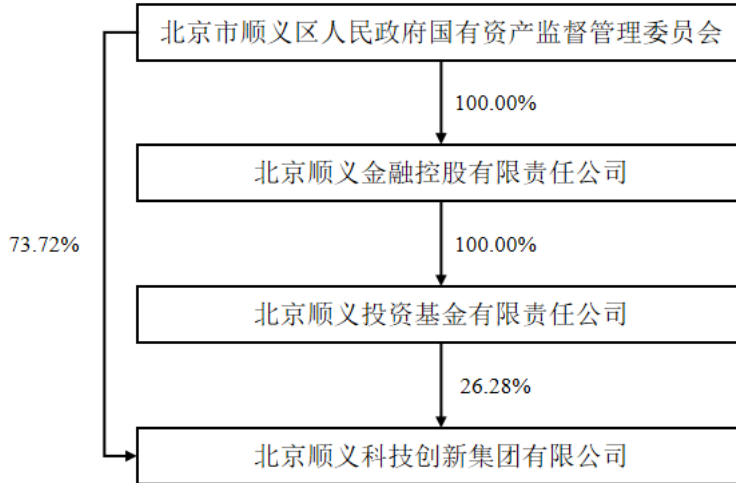 北京市顺义区人民政府国有资产监督管理委员会
100.00%
北京顺义金融控股有限责任公司
73.72%
100.00%
北京顺义投资基金有限责任公司
26.28%
北京顺义科技创新集团有限公司